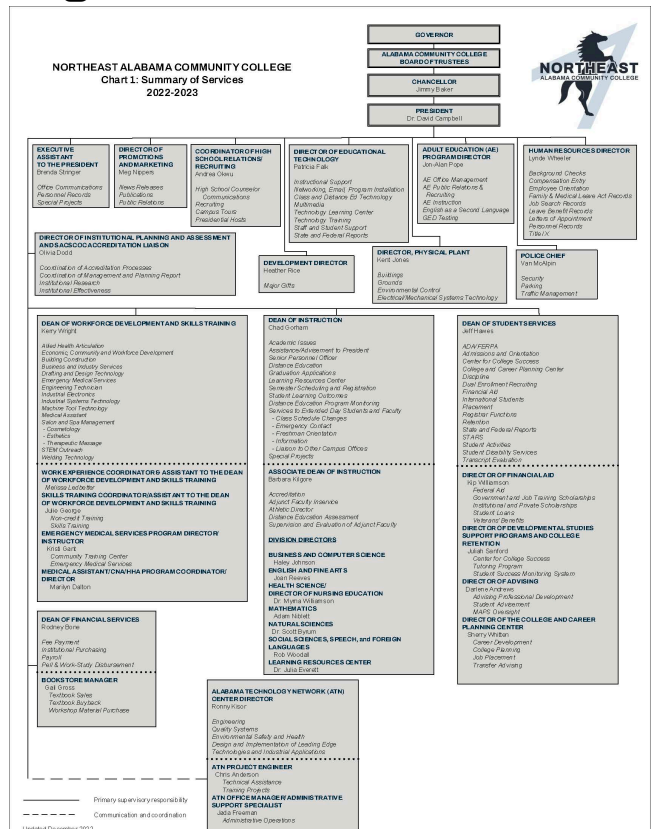 NORTHEAST ALABAMA COMMUNITY COLLEGE
Chart 1: Summary of Services
2022-2023
GOVERNOR
ALABAMA COMMUNITY COLLEGE
BOARD OF TRUSTEES
CHANCELLOR
Jimmy Baker
PRESIDENT
Dr. David Campbell
NORTHEAST
ALABAMA COMMUNITY COLLEGE
EXECUTIVE
ASSISTANT
TO THE PRESIDENT
Brenda Stringer
Office Communications
Personnel Records
Special Projects
DIRECTOR OF
PROMOTIONS
AND MARKETING
Meg Nippers
News Releases
Publications
Public Relations
COORDINATOR OF HIGH
SCHOOL RELATIONS/
RECRUITING
Andrea Okwu
High School Counselor
Communications
Recruiting
Campus Tours
Presidential Hosts
DIRECTOR OF EDUCATIONAL
TECHNOLOGY
Patricia Falk
Instructional Support
Networking, Email, Program Installation
Class and Distance Ed Technology
Multimedia
Technology Learning Center
Technology Training
Staff and Student Support
State and Federal Reports
ADULT EDUCATION (AE)
PROGRAM DIRECTOR
Jon-Alan Pope
AE Office Management
AE Public Relations &
Recruiting
AE Instruction
English as a Second Language
GED Testing
HUMAN RESOURCES DIRECTOR
Lynde Wheeler
Background Checks
Compensation Entry
Employee Orientation
Family & Medical Leave Act Records
Job Search Records
Leave Benefit Records
Letters of Appointment
Personnel Records
Title IX
DIRECTOR OF INSTITUTIONAL PLANNING AND ASSESSMENT
AND SACSCOC ACCREDITATION LIAISON
Olivia Dodd
Coordination of Accreditation Processes
Coordination of Management and Planning Report
Institutional Research
Institutional Effectiveness
DEVELOPMENT DIRECTOR
Heather Rice
Major Gifts
DIRECTOR, PHYSICAL PLANT
Kent Jones
Buildings
Grounds
Environmental Control
Electrical/Mechanical Systems Technology
POLICE CHIEF
Van McAlpin
Security
Parking
Traffic Management
DEAN OF WORKFORCE DEVELOPMENT AND SKILLS TRAINING
Kerry Wright
Allied Health Articulation
Economic, Community and Workforce Development
Building Construction
Business and Industry Services
Drafting and Design Technology
Emergency Medical Services
Engineering Technician
Industrial Electronics
Industrial Systems Technology
Machine Tool Technology
Medical Assistant
Salon and Spa Management
- Cosmetology
- Esthetics
- Therapeutic Massage
STEM Outreach
Welding Technology
WORK EXPERIENCE COORDINATOR & ASSISTANT TO THE DEAN
OF WORKFORCE DEVELOPMENT AND SKILLS TRAINING
Melissa Ledbetter
SKILLS TRAINING COORDINATOR/ASSISTANT TO THE DEAN
OF WORKFORCE DEVELOPMENT AND SKILLS TRAINING
Julie George
Non-credit Training
Skills Training
EMERGENCY MEDICAL SERVICES PROGRAM DIRECTOR/
INSTRUCTOR
Kristi Gant
Community Training Center
Emergency Medical Services
MEDICAL ASSISTANT/CNA/HHA PROGRAM COORDINATOR/
DIRECTOR
Marilyn Dalton
DEAN OF INSTRUCTION
Chad Gorham
Academic Issues
Assistance/Advisement to President
Senior Personnel Officer
Distance Education
Graduation Applications
Learning Resources Center
Semester Scheduling and Registration
Student Learning Outcomes
Distance Education Program Monitoring
Services to Extended Day Students and Faculty
- Class Schedule Changes
- Emergency Contact
- Freshman Orientation
- Information
- Liaison to Other Campus Offices
Special Projects
ASSOCIATE DEAN OF INSTRUCTION
Barbara Kilgore
Accreditation
Adjunct Faculty Inservice
Athletic Director
Distance Education Assessment
Supervision and Evaluation of Adjunct Faculty
DIVISION DIRECTORS
BUSINESS AND COMPUTER SCIENCE
Haley Johnson
ENGLISH AND FINE ARTS
Joan Reeves
HEALTH SCIENCE/
DIRECTOR OF NURSING EDUCATION
Dr. Myrna Williamson
MATHEMATICS
Adam Niblett
NATURAL SCIENCES
Dr. Scott Byrum
SOCIAL SCIENCES, SPEECH, and FOREIGN
LANGUAGES
Rob Woodall
LEARNING RESOURCES CENTER
Dr. Julia Everett
DEAN OF STUDENT SERVICES
Jeff Hawes
ADA/FERPA
Admissions and Orientation
Center for College Success
College and Career Planning Center
Discipline
Dual Enrollment Recruiting
Financial Aid
International Students
Placement
Registrar Functions
Retention
State and Federal Reports
STARS
Student Activities
Student Disability Services
Transcript Evaluation
DIRECTOR OF FINANCIAL AID
Nip Williamson
Federal Aid
Government and Job Training Scholarships
Institutional and Private Scholarships
Student Loans
Veterans' Benefits
DIRECTOR OF DEVELOPMENTAL STUDIES
SUPPORT PROGRAMS AND COLLEGE
RETENTION
Juliah Sanford
Center for College Success
Tutoring Program
Student Success Monitoring System
DIRECTOR OF ADVISING
Darlene Andrews
Advising Professional Development
Student Advisement
MAPS Oversight
DIRECTOR OF THE COLLEGE AND CAREER
PLANNING CENTER
Sherry Whitten
Career Development
College Planning
Job Placement
Transfer Advising
DEAN OF FINANCIAL SERVICES
Rodney Bone
Fee Payment
Institutional Purchasing
Payroll
Pell & Work-Study Disbursement
BOOKSTORE MANAGER
Gail Gross
Textbook Sales
Textbook Buyback
Workshop Material Purchase
ALABAMA TECHNOLOGY NETWORK (ATN)
CENTER DIRECTOR
Ronny Kisor
Engineering
Quality Systems
Environmental Safety and Health
Design and Implementation of Leading Edge
Technologies and Industrial Applications
ATN PROJECT ENGINEER
Chris Anderson
Technical Assistance
Training Projects
ATN OFFICE MANAGER/ADMINISTRATIVE
SUPPORT SPECIALIST
Jada Freeman
Administrative Operations
Primary supervisory responsibility
Communication and coordination
Updated December 2022